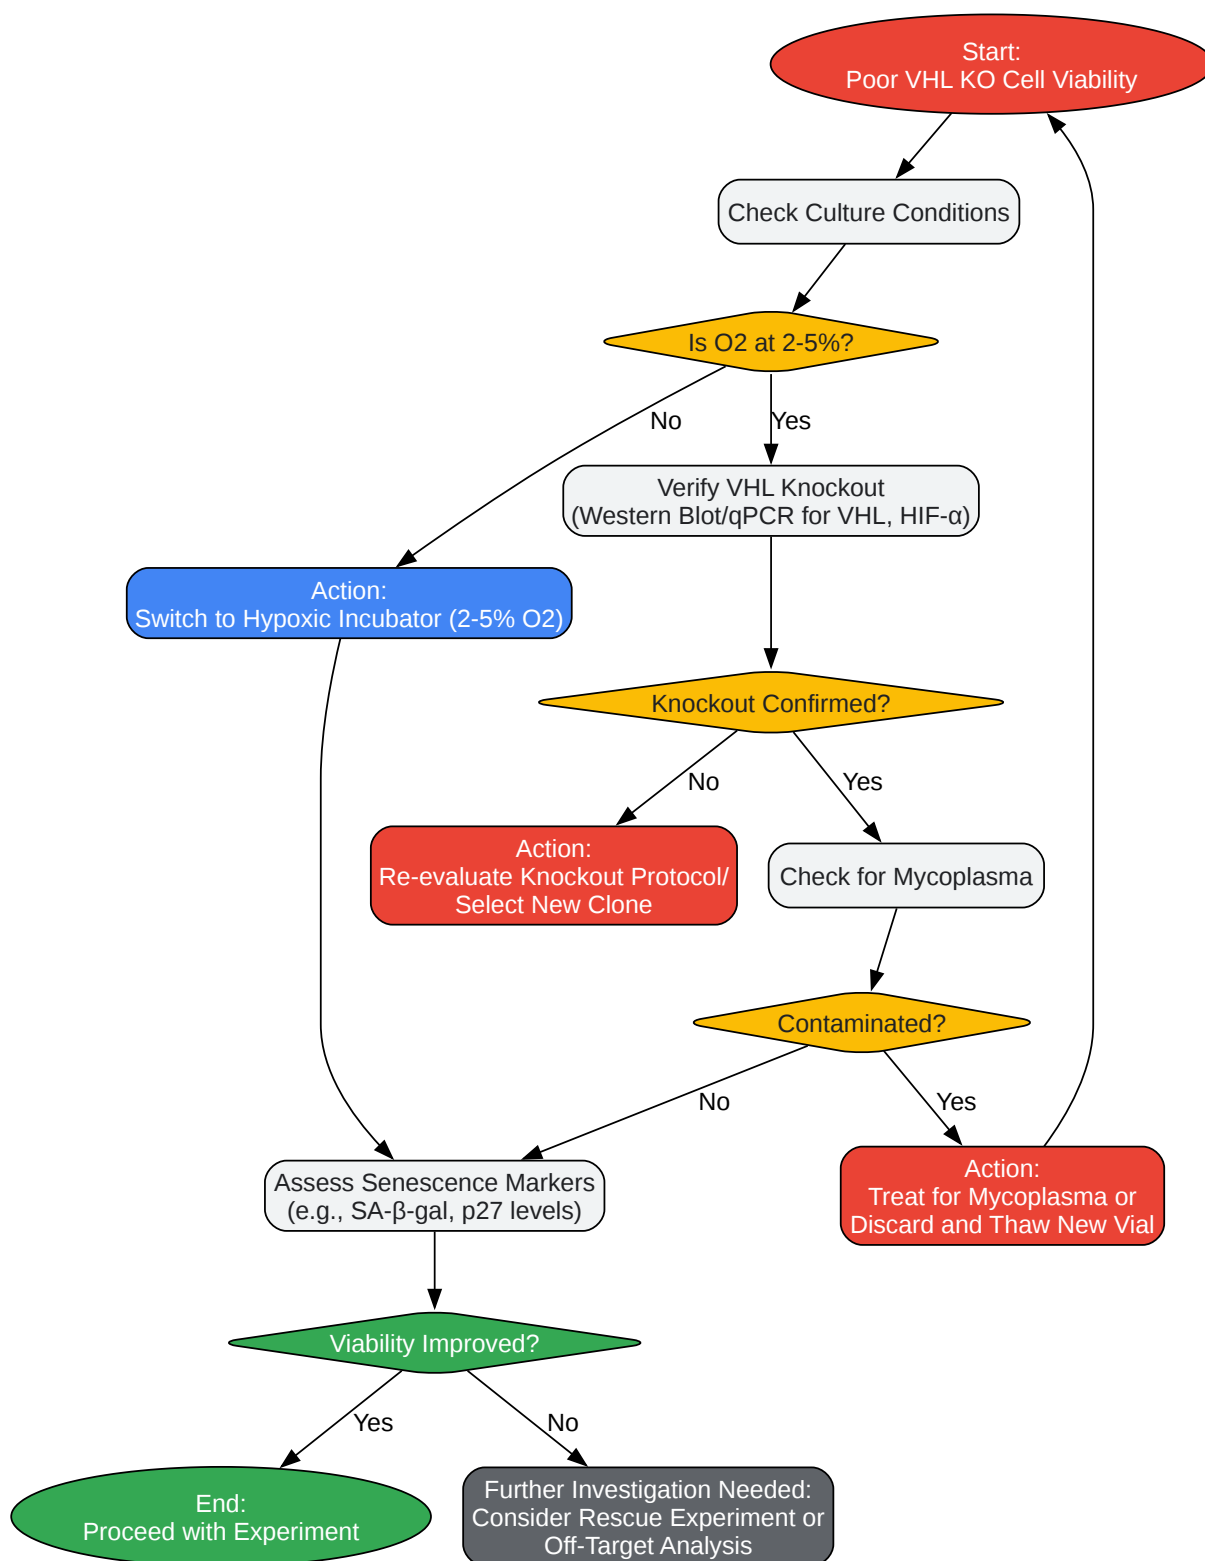 Start:
Poor VHL KO Cell Viability
Check Culture Conditions
Is O2 at 2-5%?
No
Yes
Verify VHL Knockout
(Western Blot/qPCR for VHL, HIF-α)
Action:
Switch to Hypoxic Incubator (2-5% O2)
Knockout Confirmed?
No
Yes
Action:
Re-evaluate Knockout Protocol/
Select New Clone
Check for Mycoplasma
Contaminated?
No
Yes
Action:
Treat for Mycoplasma or
Discard and Thaw New Vial
Assess Senescence Markers
(e.g., SA-β-gal, p27 levels)
Viability Improved?
Yes
No
End:
Proceed with Experiment
Further Investigation Needed:
Consider Rescue Experiment or
Off-Target Analysis